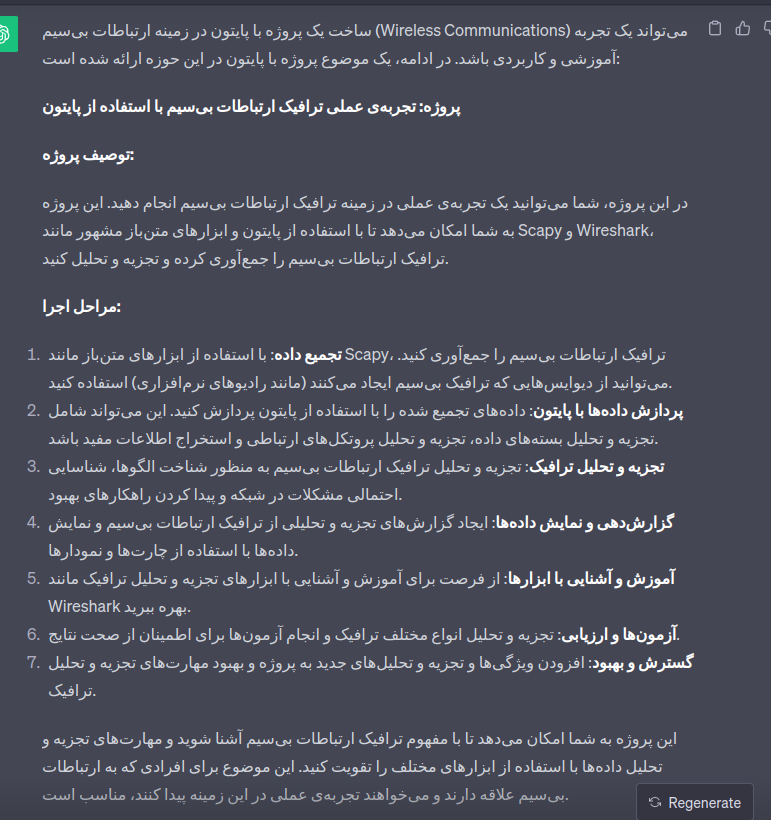 ساخت یک پروژه با پایتون در زمینه ارتباطات بی‌سیم (Wireless Communications) می‌تواند یک تجربه
آموزشی و کاربردی باشد. در ادامه، یک موضوع پروژه با پایتون در این حوزه ارائه شده است:
پروژه: تجربه‌ی عملی ترافیک ارتباطات بی‌سیم با استفاده از پایتون
توصیف پروژه:
در این پروژه، شما می‌توانید یک تجربه‌ی عملی در زمینه ترافیک ارتباطات بی‌سیم انجام دهید. این پروژه
به شما امکان می‌دهد تا با استفاده از پایتون و ابزارهای متن‌باز مشهور مانند Scapy و Wireshark،
ترافیک ارتباطات بی‌سیم را جمع‌آوری کرده و تجزیه و تحلیل کنید.
مراحل اجرا:
1. تجمیع داده: با استفاده از ابزارهای متن‌باز مانند Scapy، ترافیک ارتباطات بی‌سیم را جمع‌آوری کنید.
می‌توانید از دیوایس‌هایی که ترافیک بی‌سیم ایجاد می‌کنند (مانند رادیوهای نرم‌افزاری) استفاده کنید.
2. پردازش داده‌ها با پایتون: داده‌های تجمیع شده را با استفاده از پایتون پردازش کنید. این می‌تواند شامل
تجزیه و تحلیل بسته‌های داده، تجزیه و تحلیل پروتکل‌های ارتباطی و استخراج اطلاعات مفید باشد.
3. تجزیه و تحلیل ترافیک: تجزیه و تحلیل ترافیک ارتباطات بی‌سیم به منظور شناخت الگوها، شناسایی
احتمالی مشکلات در شبکه و پیدا کردن راهکارهای بهبود.
4. گزارش‌دهی و نمایش داده‌ها: ایجاد گزارش‌های تجزیه و تحلیلی از ترافیک ارتباطات بی‌سیم و نمایش
داده‌ها با استفاده از چارت‌ها و نمودارها.
5. آموزش و آشنایی با ابزارها: از فرصت برای آموزش و آشنایی با ابزارهای تجزیه و تحلیل ترافیک مانند
Wireshark بهره ببرید.
6. آزمون‌ها و ارزیابی: تجزیه و تحلیل انواع مختلف ترافیک و انجام آزمون‌ها برای اطمینان از صحت نتایج.
7. گسترش و بهبود: افزودن ویژگی‌ها و تجزیه و تحلیل‌های جدید به پروژه و بهبود مهارت‌های تجزیه و تحلیل
ترافیک.
این پروژه به شما امکان می‌دهد تا با مفهوم ترافیک ارتباطات بی‌سیم آشنا شوید و مهارت‌های تجزیه و
تحلیل داده‌ها با استفاده از ابزارهای مختلف را تقویت کنید. این موضوع برای افرادی که به ارتباطات
بی‌سیم علاقه دارند و می‌خواهند تجربه‌ی عملی در این زمینه پیدا کنند، مناسب است.
Regenerate